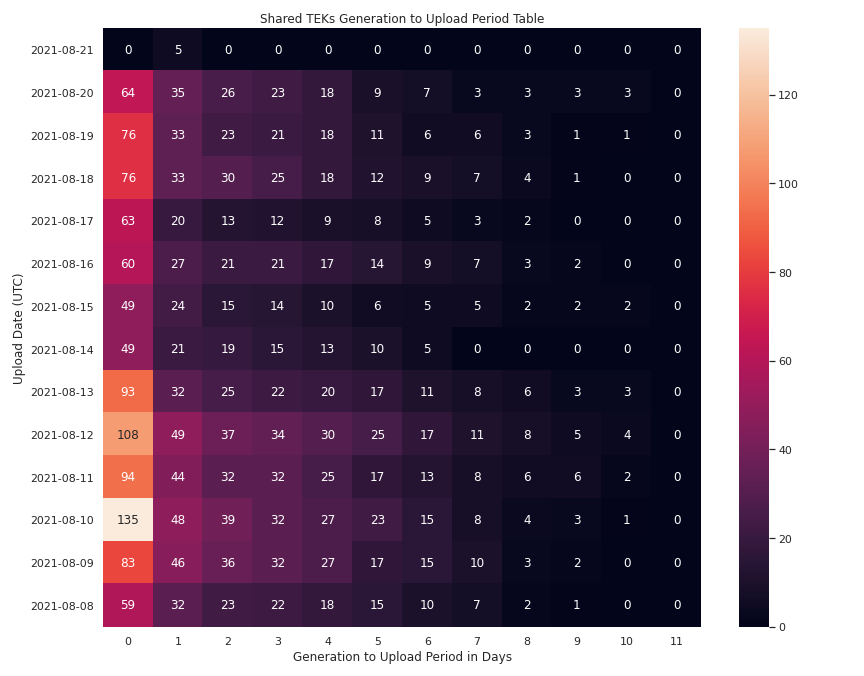 Shared TEKs Generation to Upload Period Table
2021-08-21 0 5 0 0 0 0 0 0 0 0 0 0
2021-08-20 64 35 26 23 18 9 7 3 3 3 3 0
2021-08-19 76 33 23 21 18 11 6 6 3 1 1 0
2021-08-18 76 33 30 25 18 12 9 7 4 1 0 0
2021-08-17 63 20 13 12 9 8 5 3 2 0 0 0
2021-08-16 60 27 21 21 17 14 9 7 3 2 0 0
2021-08-15 49 24 15 14 10 6 5 5 2 2 2 0
2021-08-14 49 21 19 15 13 10 5 0 0 0 0 0
2021-08-13 93 32 25 22 20 17 11 8 6 3 3 0
2021-08-12 108 49 37 34 30 25 17 11 8 5 4 0
2021-08-11 94 44 32 32 25 17 13 8 6 6 2 0
2021-08-10 135 48 39 32 27 23 15 8 4 3 1 0
2021-08-09 83 46 36 32 27 17 15 10 3 2 0 0
2021-08-08 59 32 23 22 18 15 10 7 2 1 0 0
0 1 2 3 4 5 6 7 8 9 10 11
Generation to Upload Period in Days
Upload Date (UTC)
120
100
80
60
40
20
0